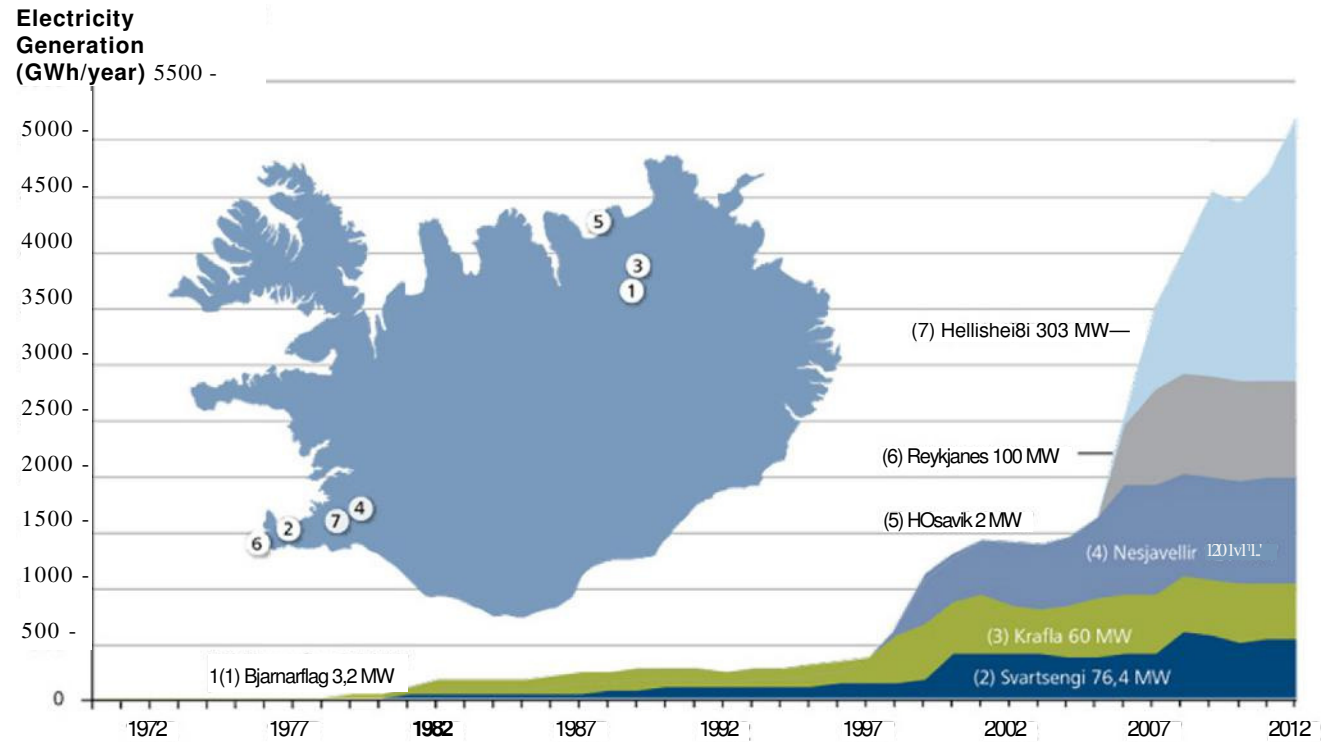 Electricity
Generation
(GWh/year) 5500 -
5000 -
4500 -
4000
3500 -
3000 -
2500 -
2000 -
1500 -
1000 -
500 -
0
5
3
1
4
7
2
6
(7) Hellishei8i 303 MW
(6) Reykjanes 100 MW
(5) HOsavik 2 MW
(4) Nesjavellir
(3) Krafla 60 MW
1(1) Bjamarflag 3,2 MW
(2) Svartsengi 76,4 MW
1972 1977 1982 1987 1992 1997 2002 2007 2012